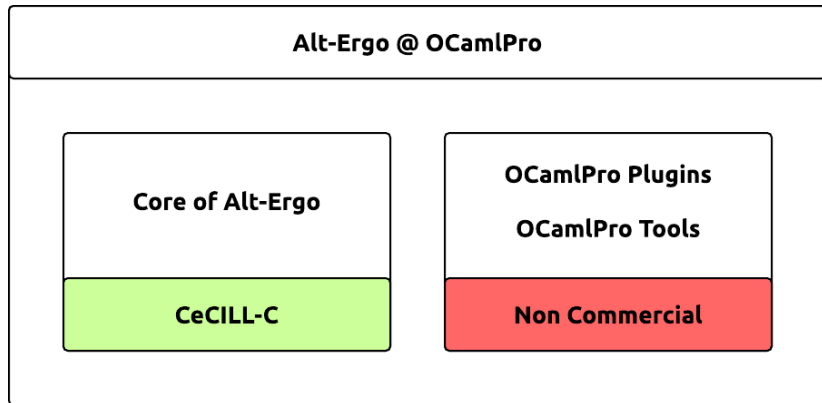 Alt-Ergo @ OCamlPro
Core of Alt-Ergo
CeCILL-C
OCamlPro Plugins
OCamlPro Tools
Non Commercial